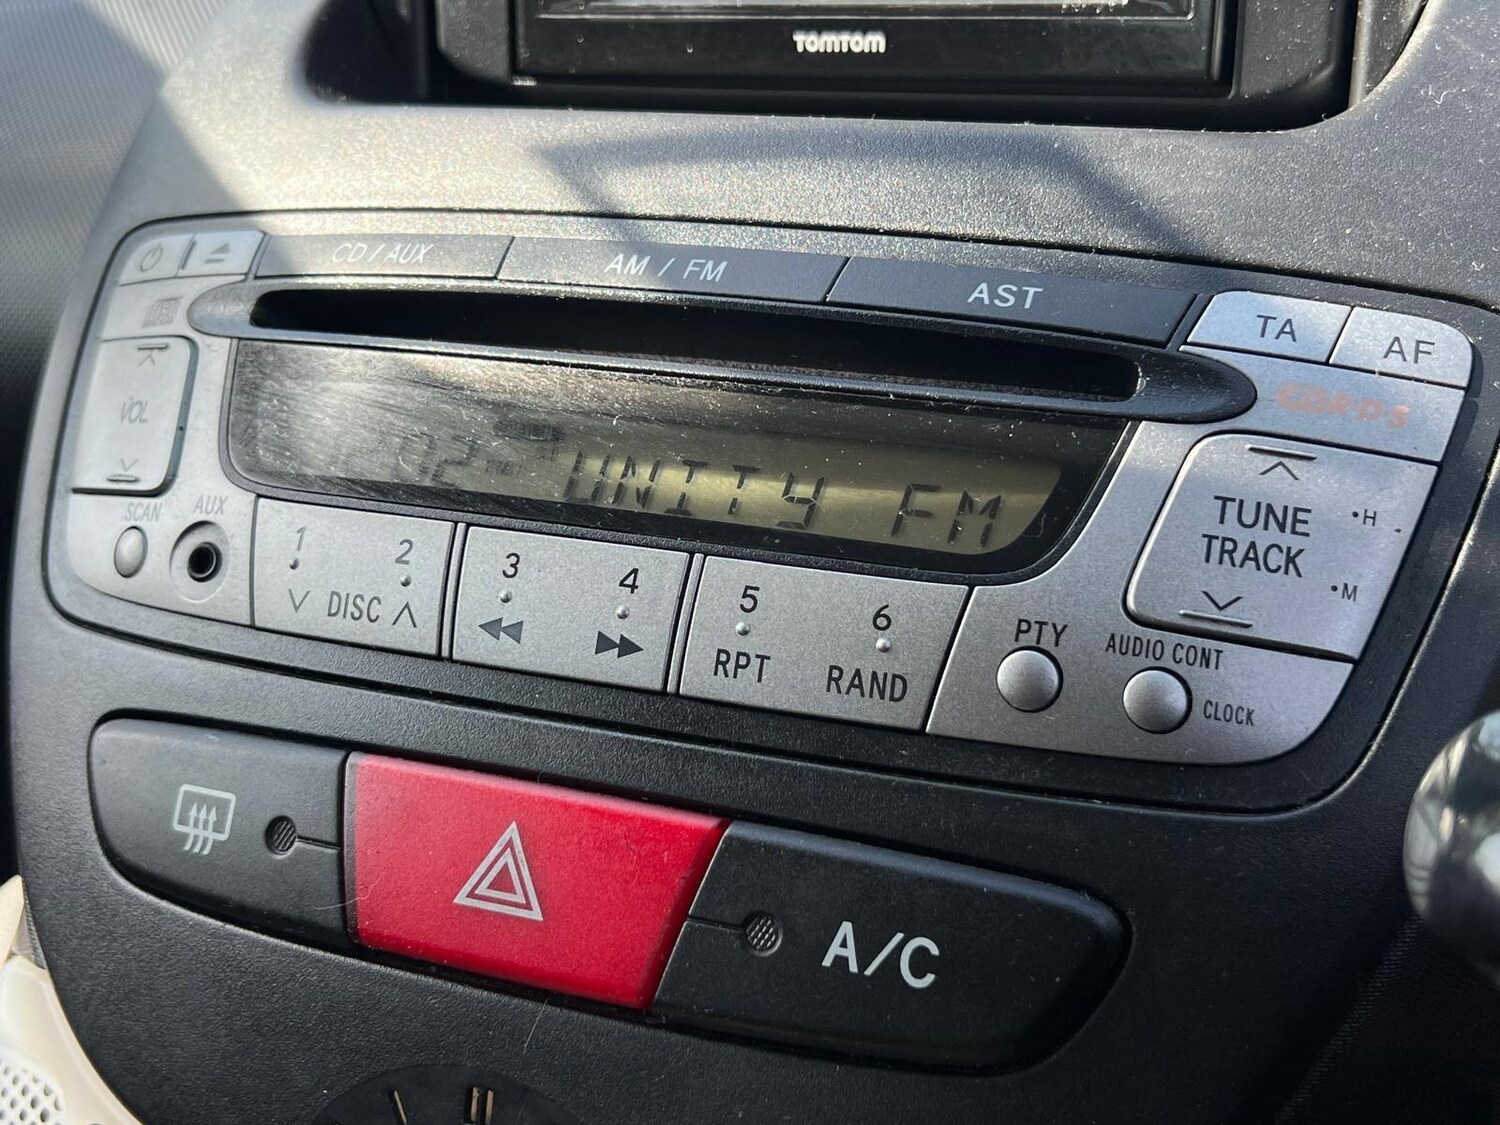 TOMTOM
CD / AUX
AM / FM
AST
TA
AF
RDS
VOL
UNITY FM
TUNE
TRACK
•H
•M
SCAN
AUX
1
2
DISC
3
4
5
RPT
6
RAND
PTY
AUDIO CONT
CLOCK
A/C